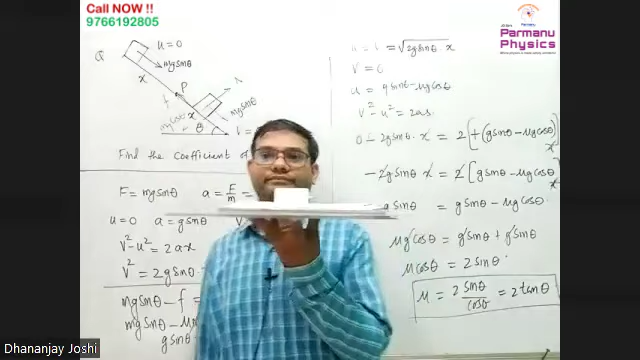 Call NOW !!
9766192805
Parmanu
Physics
Q
u = 0
mg sinθ
x
P
f
N
x
mg cosθ
θ
mg sinθ
Find the coefficient of
F = mg sinθ
a = F/m =
u = 0 a = g sinθ
V² - u² = 2ax
V² = 2g sinθ
mg sinθ - f =
mg sinθ -
g sinθ
= √2g sinθ · x
V = 0
a = g sinθ - μg cosθ
V² - u² = 2as
0 - 2g sinθ · x = 2[+(g sinθ - μg cosθ)x]
- 2g sinθ x = 2[g sinθ - μg cosθ]x
g sinθ = g sinθ - μg cosθ
μg cosθ = g sinθ + g sinθ
μ cosθ = 2 sinθ
μ = 2 sinθ/cosθ = 2 tanθ
Dhananjay Joshi